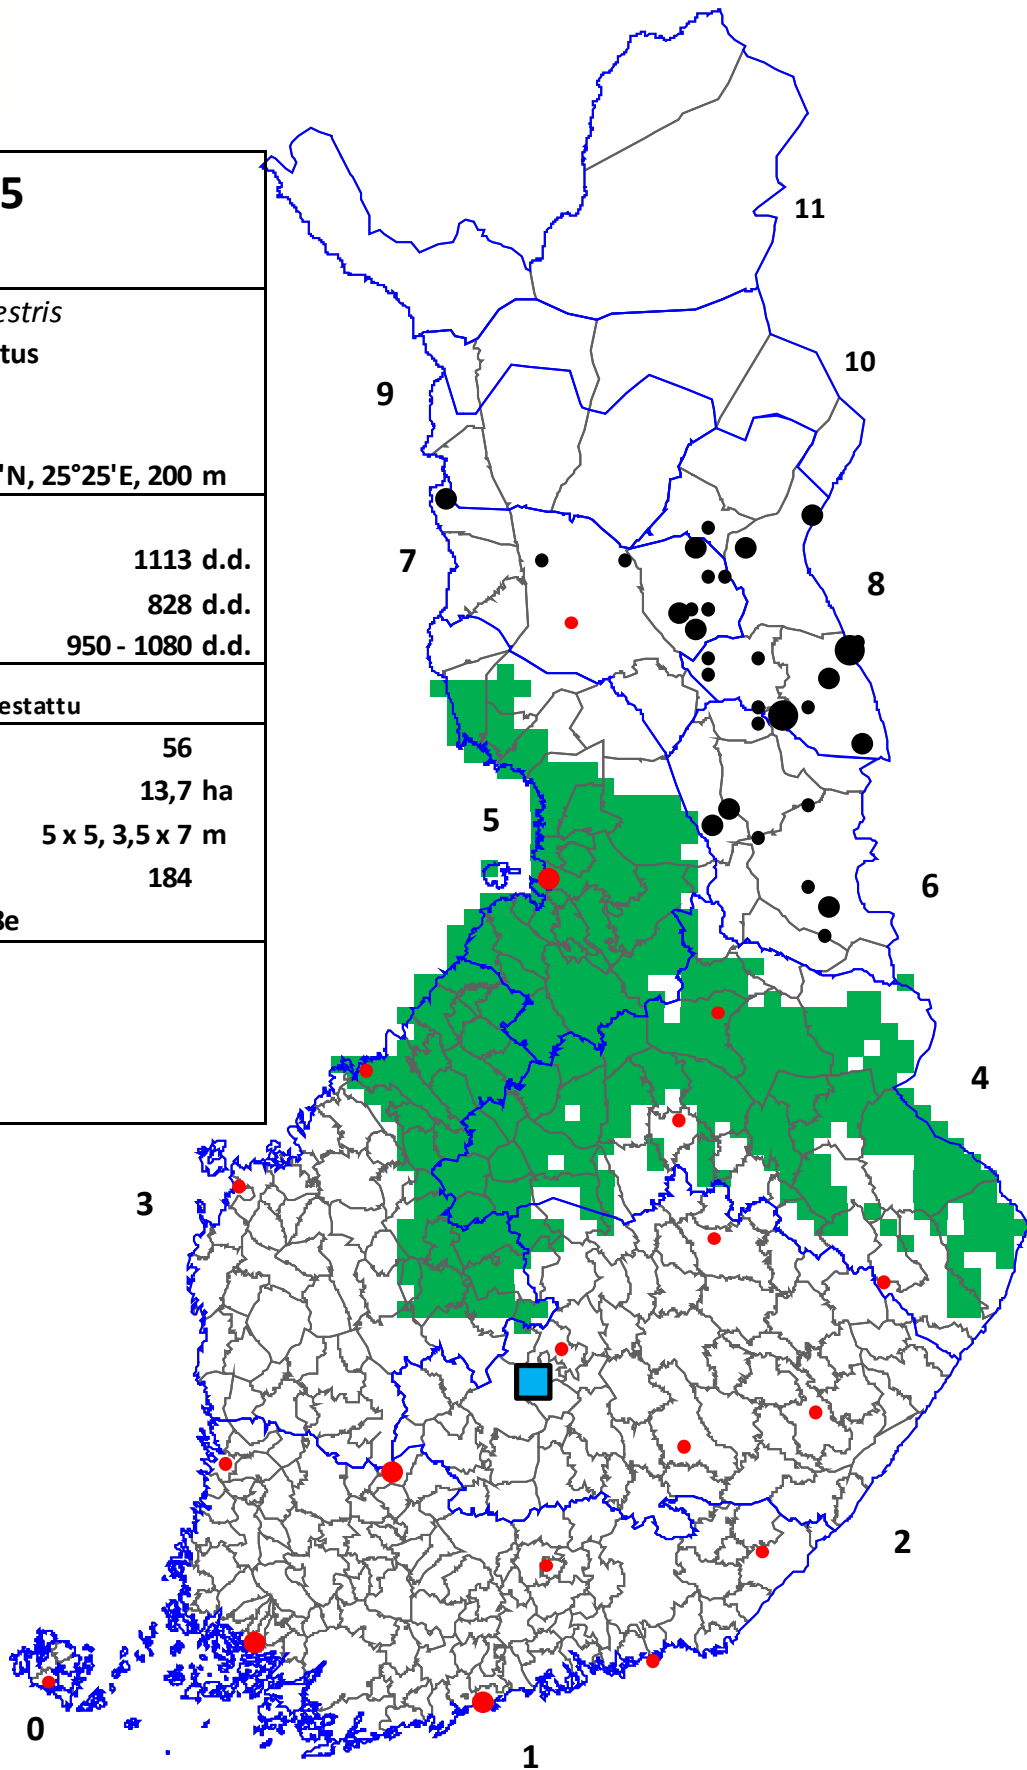 5
estris
tus
'N, 25°25'E, 200 m
1113 d.d.
828 d.d.
950 - 1080 d.d.
estattu
56
13,7 ha
5 x 5, 3,5 x 7 m
184
3e
11
10
9
8
7
6
5
4
3
2
1
0